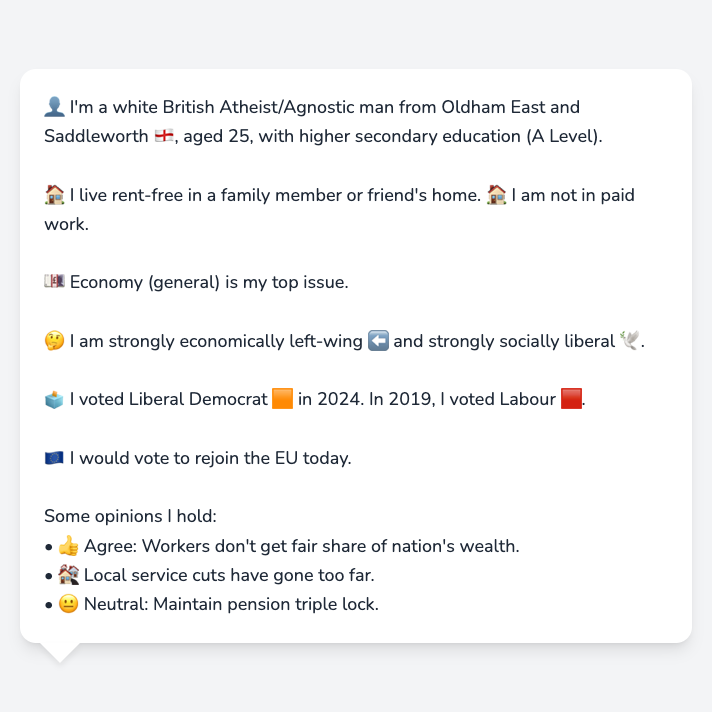 👤 I'm a white British Atheist/Agnostic man from Oldham East and
Saddleworth 🏴󠁧󠁢󠁥󠁮󠁧󠁿, aged 25, with higher secondary education (A Level).
🏠 I live rent-free in a family member or friend's home. 🏠 I am not in paid
work.
💷 Economy (general) is my top issue.
🤔 I am strongly economically left-wing ⬅️ and strongly socially liberal 🕊️.
🗳️ I voted Liberal Democrat 🟧 in 2024. In 2019, I voted Labour 🟥.
🇪🇺 I would vote to rejoin the EU today.
Some opinions I hold:
• 👍 Agree: Workers don't get fair share of nation's wealth.
• 🏚️ Local service cuts have gone too far.
• 😐 Neutral: Maintain pension triple lock.